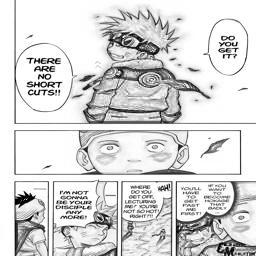 DO
YOU
GET
IT?
THERE
ARE
NO
SHORT
CUTS!!
IF YOU
WANT TO
BECOME
HOKAGE
THAT
BADLY...
YOU'LL
HAVE TO
GET PAST
ME
FIRST!
HAH!
WHERE
DO YOU
GET OFF,
LECTURING
ME? YOU'RE
NOT SO HOT!
RIGHT?!
I'M NOT
GONNA
BE YOUR
DISCIPLE
ANY
MORE!